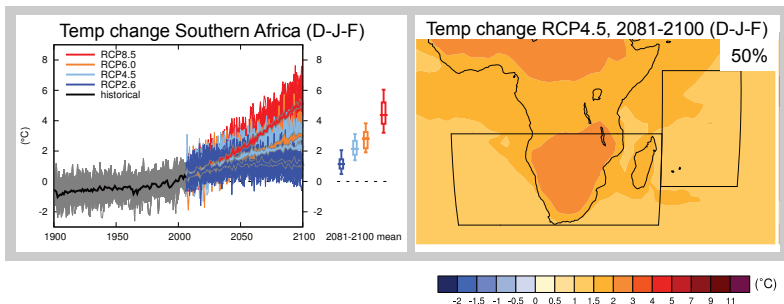 Temp change Southern Africa (D-J-F)
RCP8.5
RCP6.0
RCP4.5
RCP2.6
historical
(°C)
8
6
4
2
0
-2
8
6
4
2
0
-2
1900
1950
2000
2050
2100
2081-2100 mean
Temp change RCP4.5, 2081-2100 (D-J-F)
50%
(°C)
-2 -1.5 -1 -0.5 0 0.5 1 1.5 2 3 4 5 7 9 11